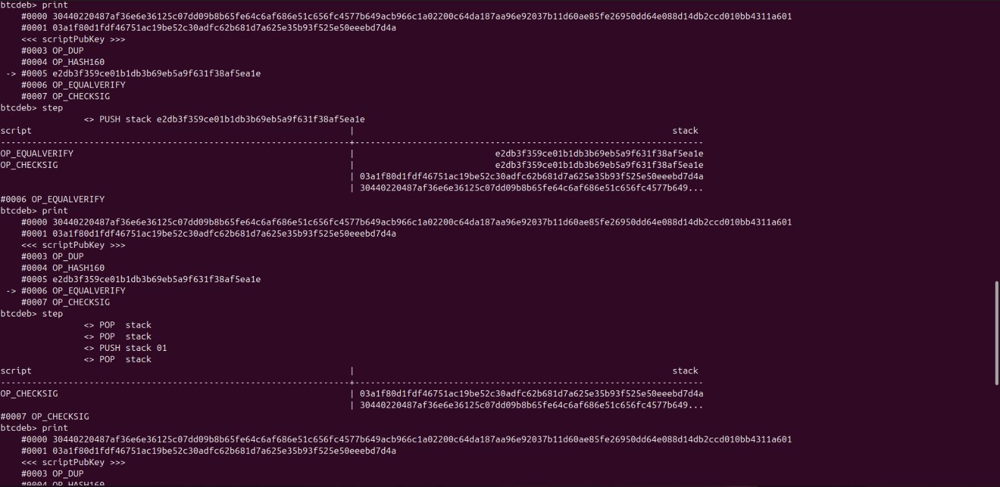 btcdeb> print
    #0000 30440220487af36e6e36125c07dd09b8b65fe64c6af686e51c656fc4577b649acb966c1a02200c64da187aa96e92037b11d60ae85fe26950dd64e088d14db2ccd010bb4311a601
    #0001 03a1f80d1fdf46751ac19be52c30adfc62b681d7a625e35b93f525e50eeebd7d4a
    <<< scriptPubKey >>>
    #0003 OP_DUP
    #0004 OP_HASH160
 -> #0005 e2db3f359ce01b1db3b69eb5a9f631f38af5ea1e
    #0006 OP_EQUALVERIFY
    #0007 OP_CHECKSIG
btcdeb> step
                <> PUSH stack e2db3f359ce01b1db3b69eb5a9f631f38af5ea1e
script                                                             |                                                             stack
-------------------------------------------------------------------+-------------------------------------------------------------------
OP_EQUALVERIFY                                                     |                           e2db3f359ce01b1db3b69eb5a9f631f38af5ea1e
OP_CHECKSIG                                                        |                           e2db3f359ce01b1db3b69eb5a9f631f38af5ea1e
                                                                   | 03a1f80d1fdf46751ac19be52c30adfc62b681d7a625e35b93f525e50eeebd7d4a
                                                                   | 30440220487af36e6e36125c07dd09b8b65fe64c6af686e51c656fc4577b649...
#0006 OP_EQUALVERIFY
btcdeb> print
    #0000 30440220487af36e6e36125c07dd09b8b65fe64c6af686e51c656fc4577b649acb966c1a02200c64da187aa96e92037b11d60ae85fe26950dd64e088d14db2ccd010bb4311a601
    #0001 03a1f80d1fdf46751ac19be52c30adfc62b681d7a625e35b93f525e50eeebd7d4a
    <<< scriptPubKey >>>
    #0003 OP_DUP
    #0004 OP_HASH160
    #0005 e2db3f359ce01b1db3b69eb5a9f631f38af5ea1e
 -> #0006 OP_EQUALVERIFY
    #0007 OP_CHECKSIG
btcdeb> step
                <> POP  stack
                <> POP  stack
                <> PUSH stack 01
                <> POP  stack
script                                                             |                                                             stack
-------------------------------------------------------------------+-------------------------------------------------------------------
OP_CHECKSIG                                                        | 03a1f80d1fdf46751ac19be52c30adfc62b681d7a625e35b93f525e50eeebd7d4a
                                                                   | 30440220487af36e6e36125c07dd09b8b65fe64c6af686e51c656fc4577b649...
#0007 OP_CHECKSIG
btcdeb> print
    #0000 30440220487af36e6e36125c07dd09b8b65fe64c6af686e51c656fc4577b649acb966c1a02200c64da187aa96e92037b11d60ae85fe26950dd64e088d14db2ccd010bb4311a601
    #0001 03a1f80d1fdf46751ac19be52c30adfc62b681d7a625e35b93f525e50eeebd7d4a
    <<< scriptPubKey >>>
    #0003 OP_DUP
    #0004 OP_HASH160